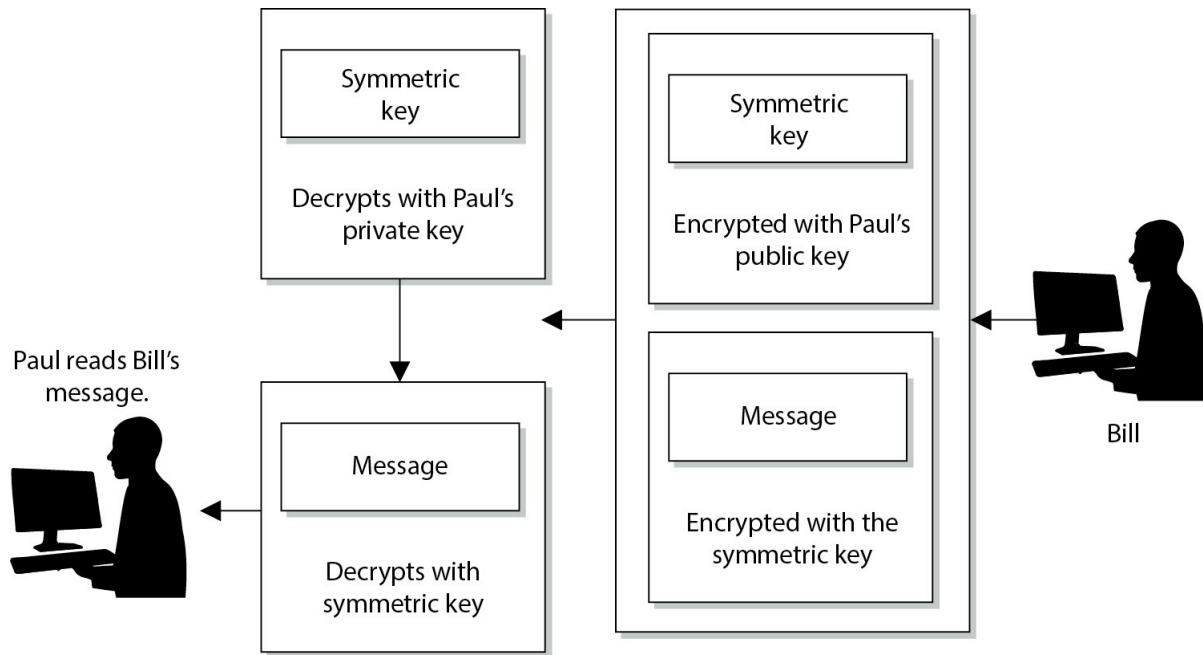 Symmetric
key
Decrypts with Paul’s
private key
Symmetric
key
Encrypted with Paul’s
public key
Message
Encrypted with the
symmetric key
Bill
Message
Decrypts with
symmetric key
Paul reads Bill’s
message.